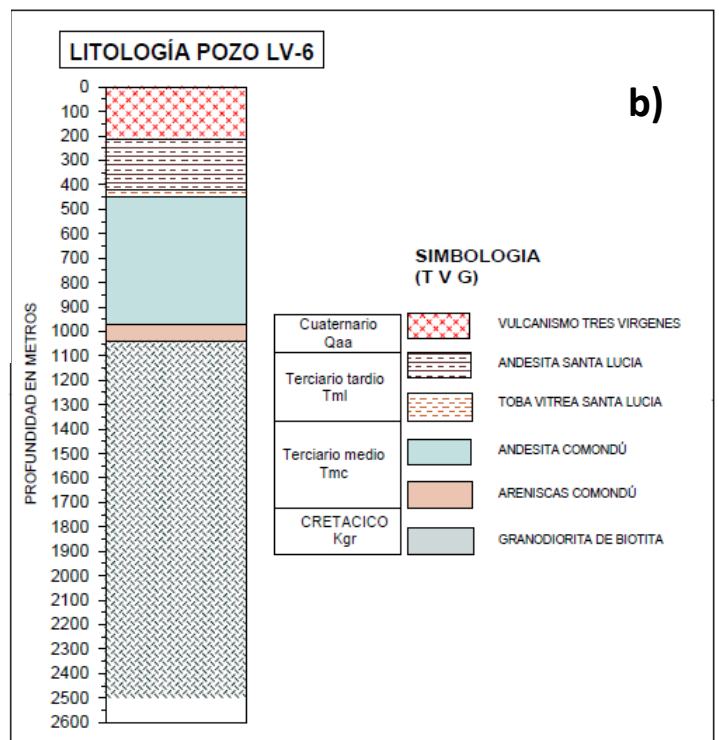 LITOLOGÍA POZO LV-6
b)
0
100
200
300
400
500
600
700
800
900
1000
1100
1200
1300
1400
1500
1600
1700
1800
1900
2000
2100
2200
2300
2400
2500
2600
PROFUNDIDAD EN METROS
SIMBOLOGIA
(T V G)
Cuaternario
Qaa
VULCANISMO TRES VIRGENES
Terciario tardio
Tml
ANDESITA SANTA LUCIA
TOBA VITREA SANTA LUCIA
Terciario medio
Tmc
ANDESITA COMONDÚ
ARENISCAS COMONDÚ
CRETACICO
Kgr
GRANODIORITA DE BIOTITA